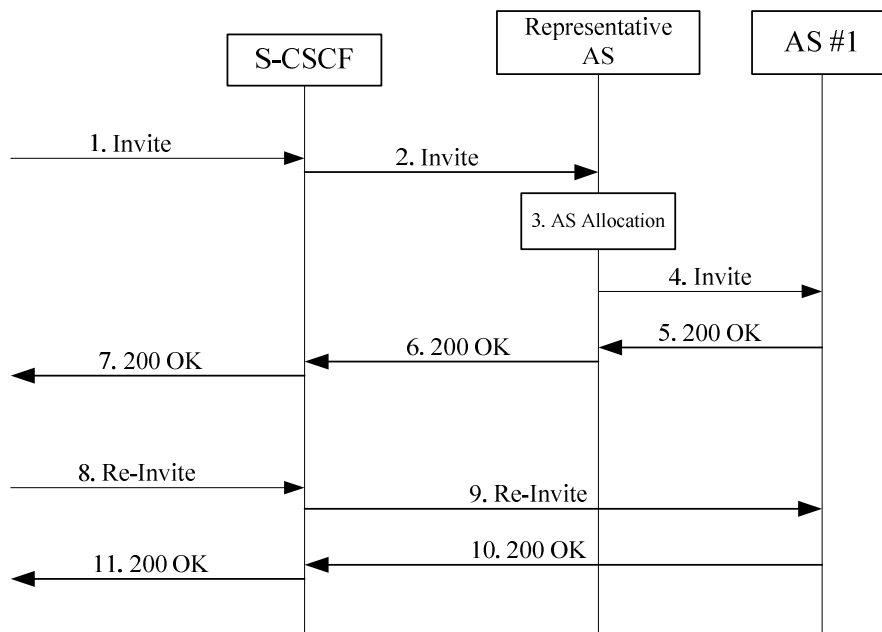 S-CSCF
Representative
AS
AS #1
1. Invite
2. Invite
3. AS Allocation
4. Invite
5. 200 OK
6. 200 OK
7. 200 OK
8. Re-Invite
9. Re-Invite
10. 200 OK
11. 200 OK